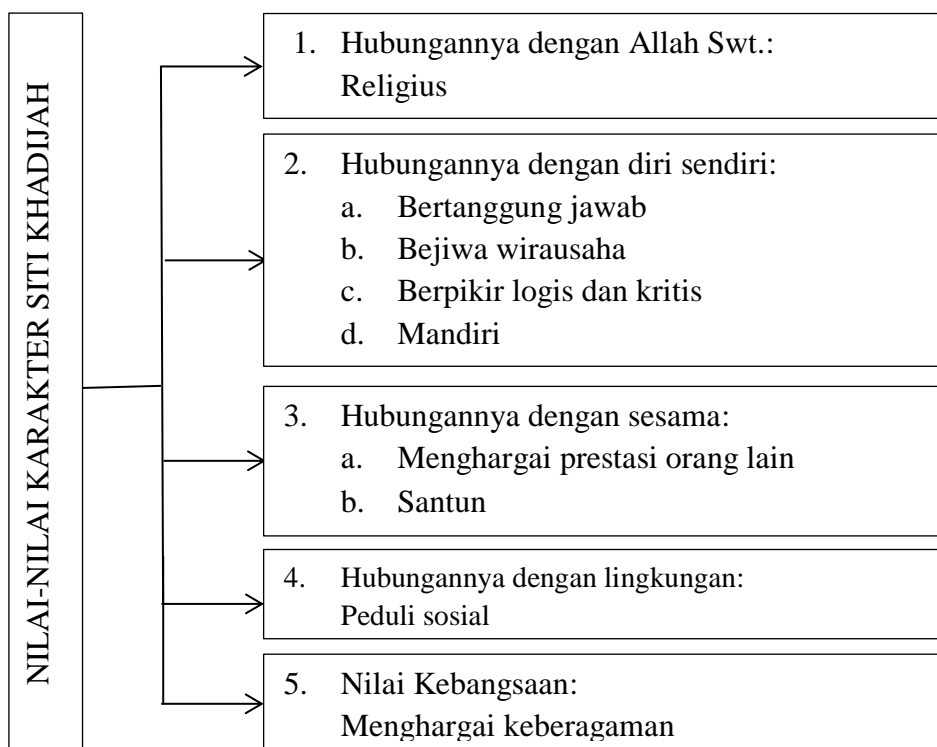 NILAI-NILAI KARAKTER SITI KHADIJAH
1. Hubungannya dengan Allah Swt.:
Religius
2. Hubungannya dengan diri sendiri:
a. Bertanggung jawab
b. Bejiwa wirausaha
c. Berpikir logis dan kritis
d. Mandiri
3. Hubungannya dengan sesama:
a. Menghargai prestasi orang lain
b. Santun
4. Hubungannya dengan lingkungan:
Peduli sosial
5. Nilai Kebangsaan:
Menghargai keberagaman